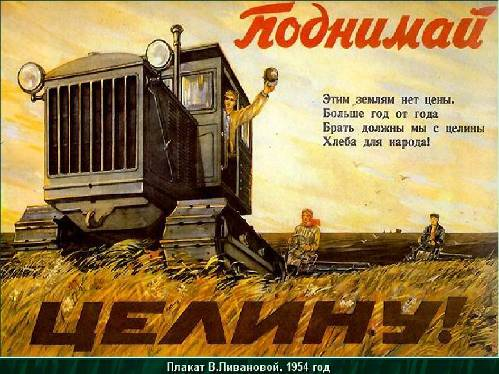 Поднимай
Этим землям нет цены.
Больше год от года
Брать должны мы с целины
Хлеба для народа!
ЦЕЛИНУ!
Плакат В.Ливановой. 1954 год